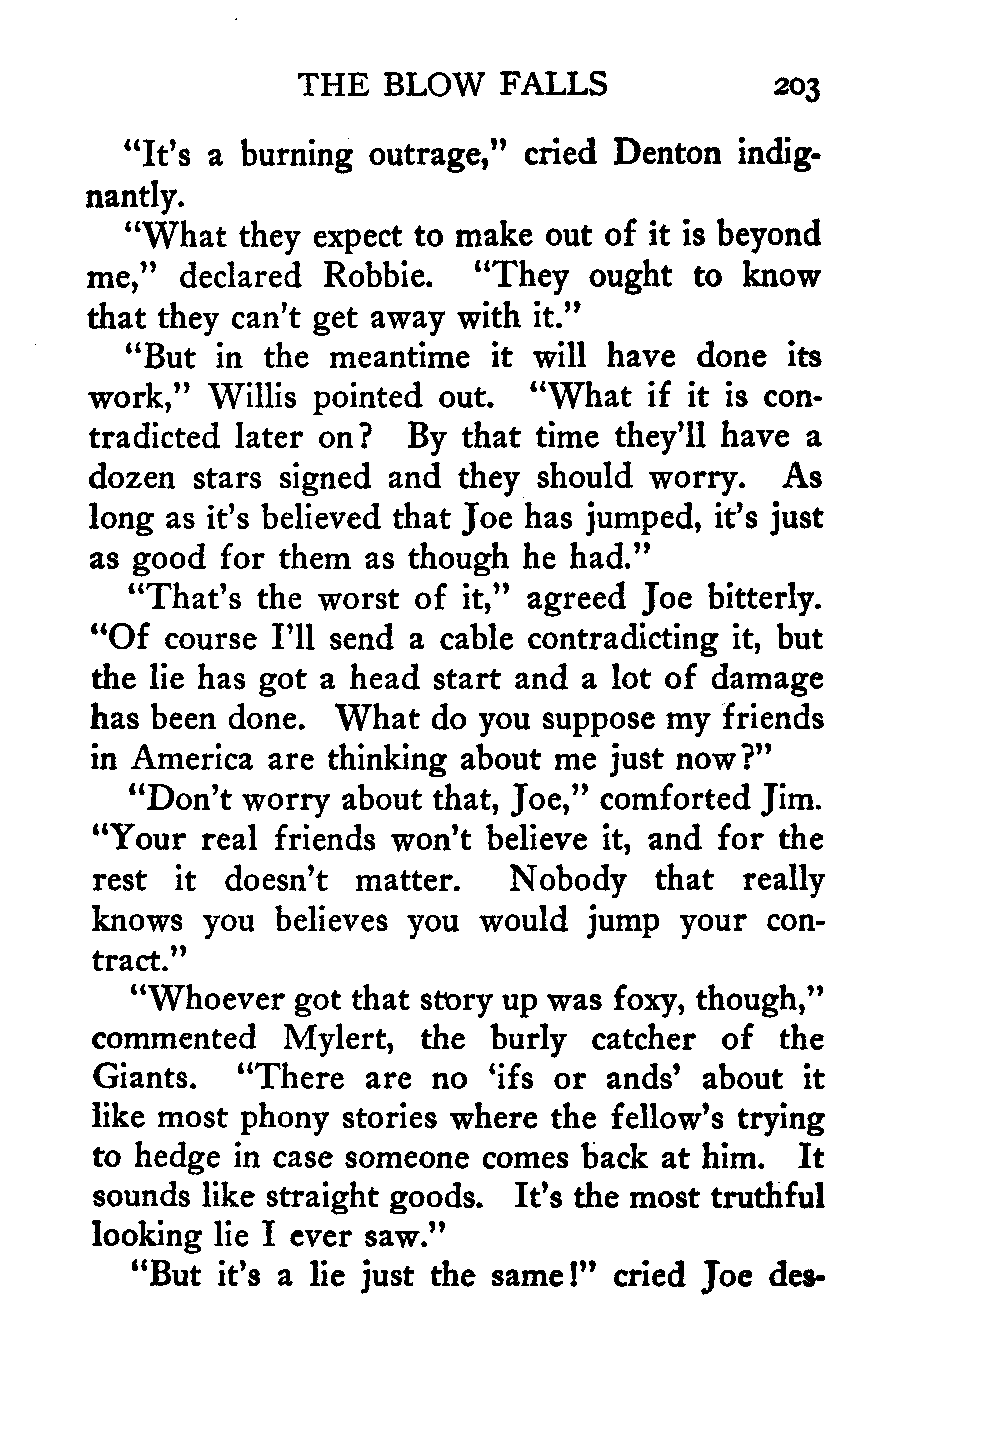 THE BLOW FALLS 203
"It's a burning outrage," cried Denton indig-
nantly.
"What they expect to make out of it is beyond
me," declared Robbie. "They ought to know
that they can't get away with it."
"But in the meantime it will have done its
work," Willis pointed out. "What if it is con-
tradicted later on? By that time they'll have a
dozen stars signed and they should worry. As
long as it's believed that Joe has jumped, it's just
as good for them as though he had."
"That's the worst of it," agreed Joe bitterly.
"Of course I'll send a cable contradicting it, but
the lie has got a head start and a lot of damage
has been done. What do you suppose my friends
in America are thinking about me just now?"
"Don't worry about that, Joe," comforted Jim.
"Your real friends won't believe it, and for the
rest it doesn't matter. Nobody that really
knows you believes you would jump your con-
tract."
"Whoever got that story up was foxy, though,"
commented Mylert, the burly catcher of the
Giants. "There are no 'ifs or ands' about it
like most phony stories where the fellow's trying
to hedge in case someone comes back at him. It
sounds like straight goods. It's the most truthful
looking lie I ever saw."
"But it's a lie just the same!" cried Joe des-